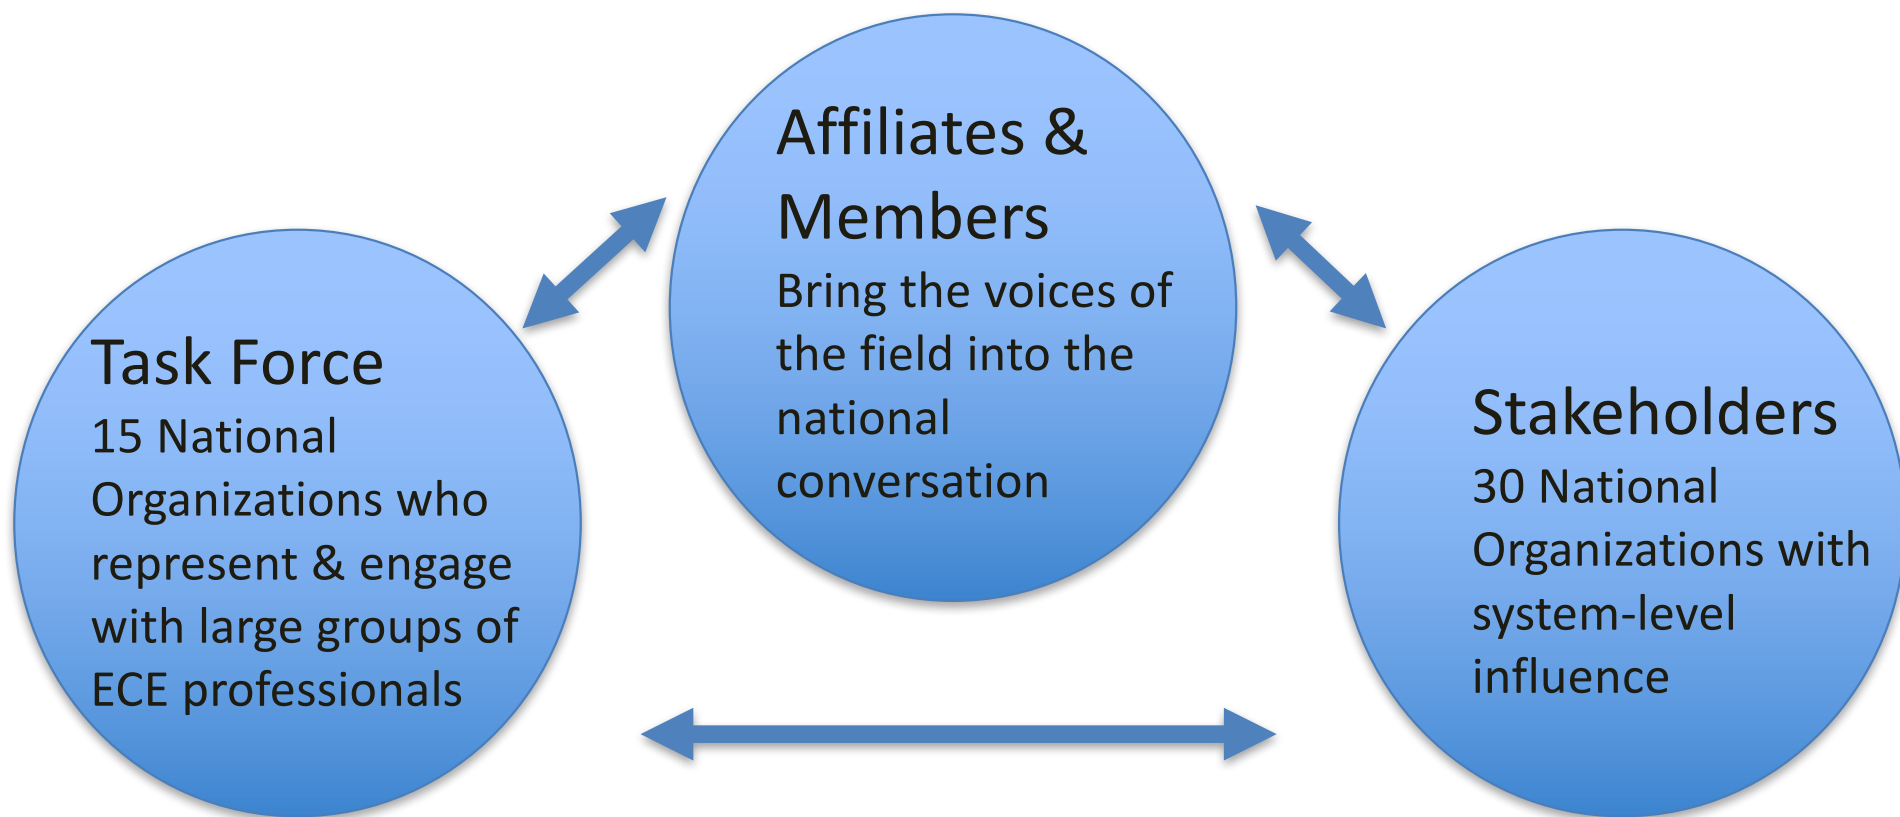 Task Force
15 National
Organizations who
represent & engage
with large groups of
ECE professionals
Affiliates &
Members
Bring the voices of
the field into the
national
conversation
Stakeholders
30 National
Organizations with
system-level
influence